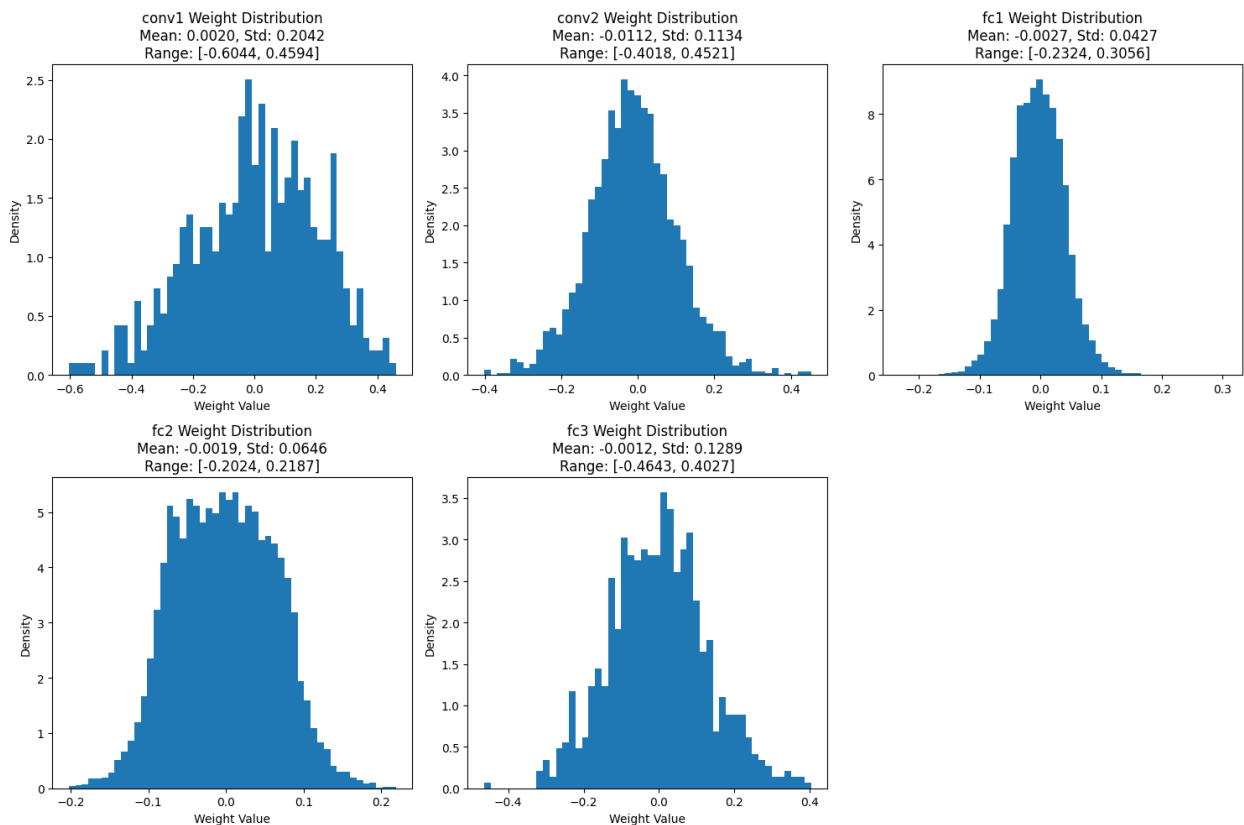 conv1 Weight Distribution
Mean: 0.0020, Std: 0.2042
Range: [-0.6044, 0.4594]
2.5
2.0
1.5
1.0
0.5
0.0
Density
−0.6
−0.4
−0.2
0.0
0.2
0.4
Weight Value
conv2 Weight Distribution
Mean: -0.0112, Std: 0.1134
Range: [-0.4018, 0.4521]
4.0
3.5
3.0
2.5
2.0
1.5
1.0
0.5
0.0
Density
−0.4
−0.2
0.0
0.2
0.4
Weight Value
fc1 Weight Distribution
Mean: -0.0027, Std: 0.0427
Range: [-0.2324, 0.3056]
8
6
4
2
0
Density
−0.2
−0.1
0.0
0.1
0.2
0.3
Weight Value
fc2 Weight Distribution
Mean: -0.0019, Std: 0.0646
Range: [-0.2024, 0.2187]
5
4
3
2
1
0
Density
−0.2
−0.1
0.0
0.1
0.2
Weight Value
fc3 Weight Distribution
Mean: -0.0012, Std: 0.1289
Range: [-0.4643, 0.4027]
3.5
3.0
2.5
2.0
1.5
1.0
0.5
0.0
Density
−0.4
−0.2
0.0
0.2
0.4
Weight Value